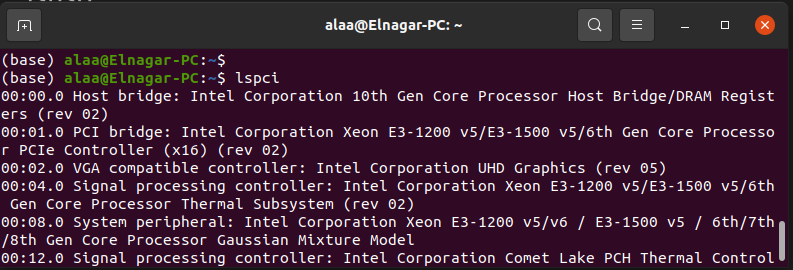 alaa@Elnagar-PC: ~
(base) alaa@Elnagar-PC:~$
(base) alaa@Elnagar-PC:~$ lspci
00:00.0 Host bridge: Intel Corporation 10th Gen Core Processor Host Bridge/DRAM Regist
ers (rev 02)
00:01.0 PCI bridge: Intel Corporation Xeon E3-1200 v5/E3-1500 v5/6th Gen Core Processo
r PCIe Controller (x16) (rev 02)
00:02.0 VGA compatible controller: Intel Corporation UHD Graphics (rev 05)
00:04.0 Signal processing controller: Intel Corporation Xeon E3-1200 v5/E3-1500 v5/6th
 Gen Core Processor Thermal Subsystem (rev 02)
00:08.0 System peripheral: Intel Corporation Xeon E3-1200 v5/v6 / E3-1500 v5 / 6th/7th
/8th Gen Core Processor Gaussian Mixture Model
00:12.0 Signal processing controller: Intel Corporation Comet Lake PCH Thermal Control